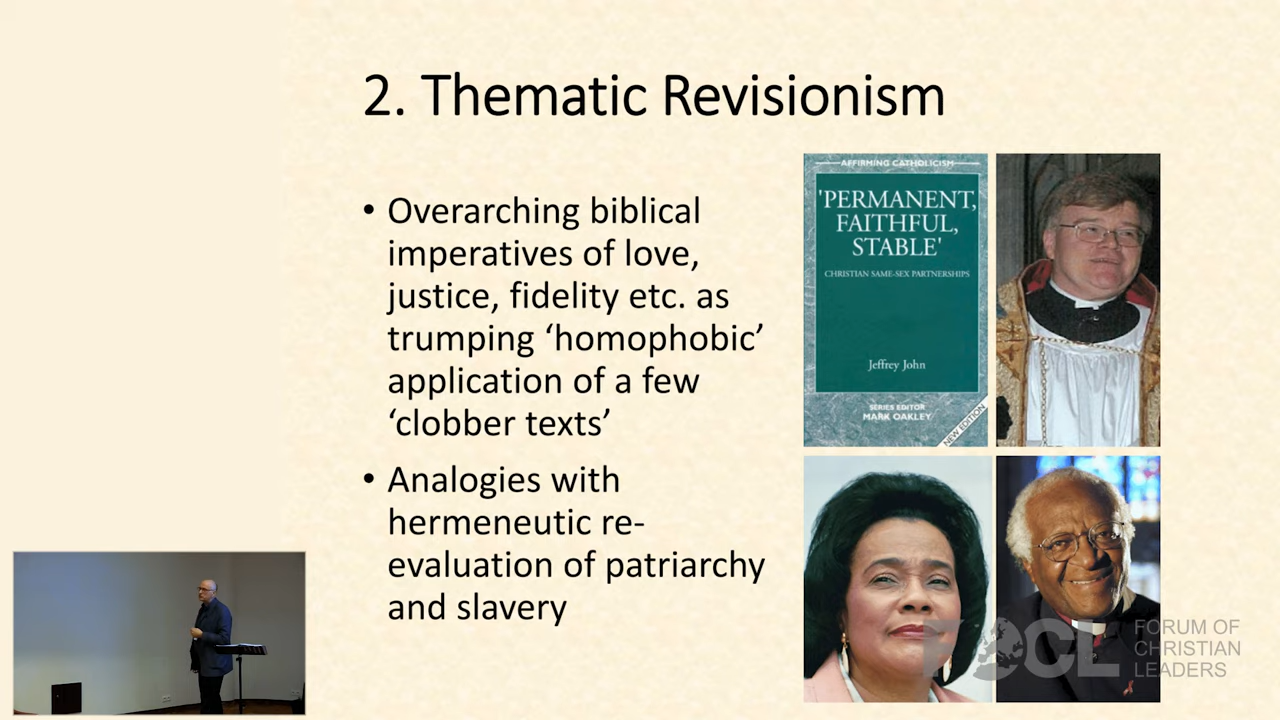 2. Thematic Revisionism
• Overarching biblical
imperatives of love,
justice, fidelity etc. as
trumping ‘homophobic’
application of a few
‘clobber texts’
• Analogies with
hermeneutic re-
evaluation of patriarchy
and slavery
AFFIRMING CATHOLICISM
'PERMANENT,
FAITHFUL,
STABLE'
CHRISTIAN SAME-SEX PARTNERSHIPS
Jeffrey John
SERIES EDITOR
MARK OAKLEY
NEW EDITION
FOCL
FORUM OF
CHRISTIAN
LEADERS